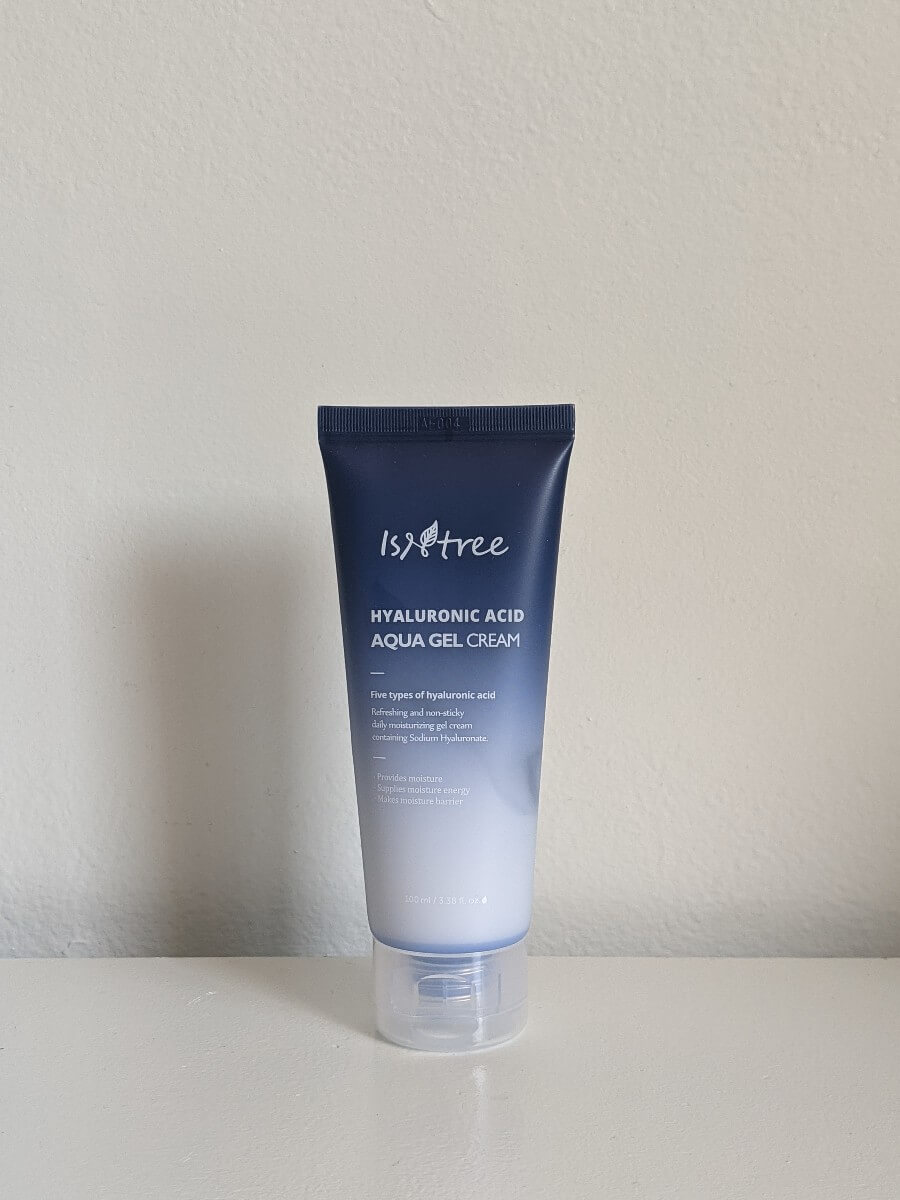 A-004
Isntree
HYALURONIC ACID
AQUA GEL CREAM
Five types of hyaluronic acid
Refreshing and non-sticky
daily moisturizing gel cream
containing Sodium Hyaluronate.
· Provides moisture
· Supplies moisture energy
· Makes moisture barrier
100 ml / 3.38 fl. oz